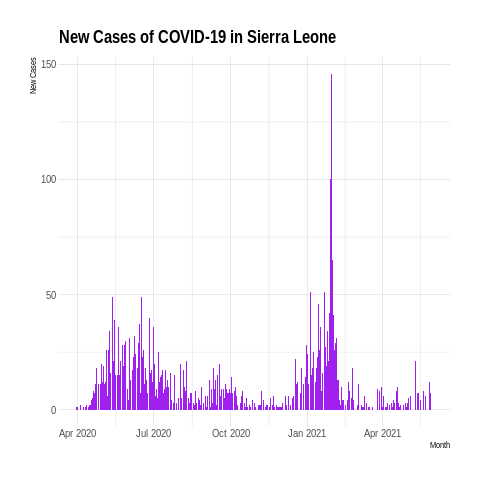 New Cases of COVID-19 in Sierra Leone
New Cases
150
100
50
0
Apr 2020 Jul 2020 Oct 2020 Jan 2021 Apr 2021
Month